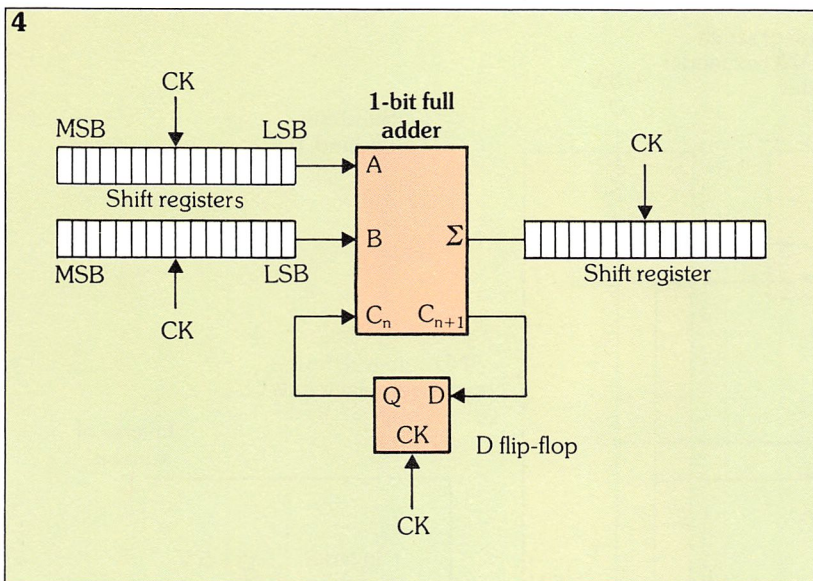 4
CK
1-bit full
adder
MSB LSB
CK
A
Shift registers
B Σ
MSB LSB
Shift register
CK
Cₙ Cₙ₊₁
Q D
CK
D flip-flop
CK